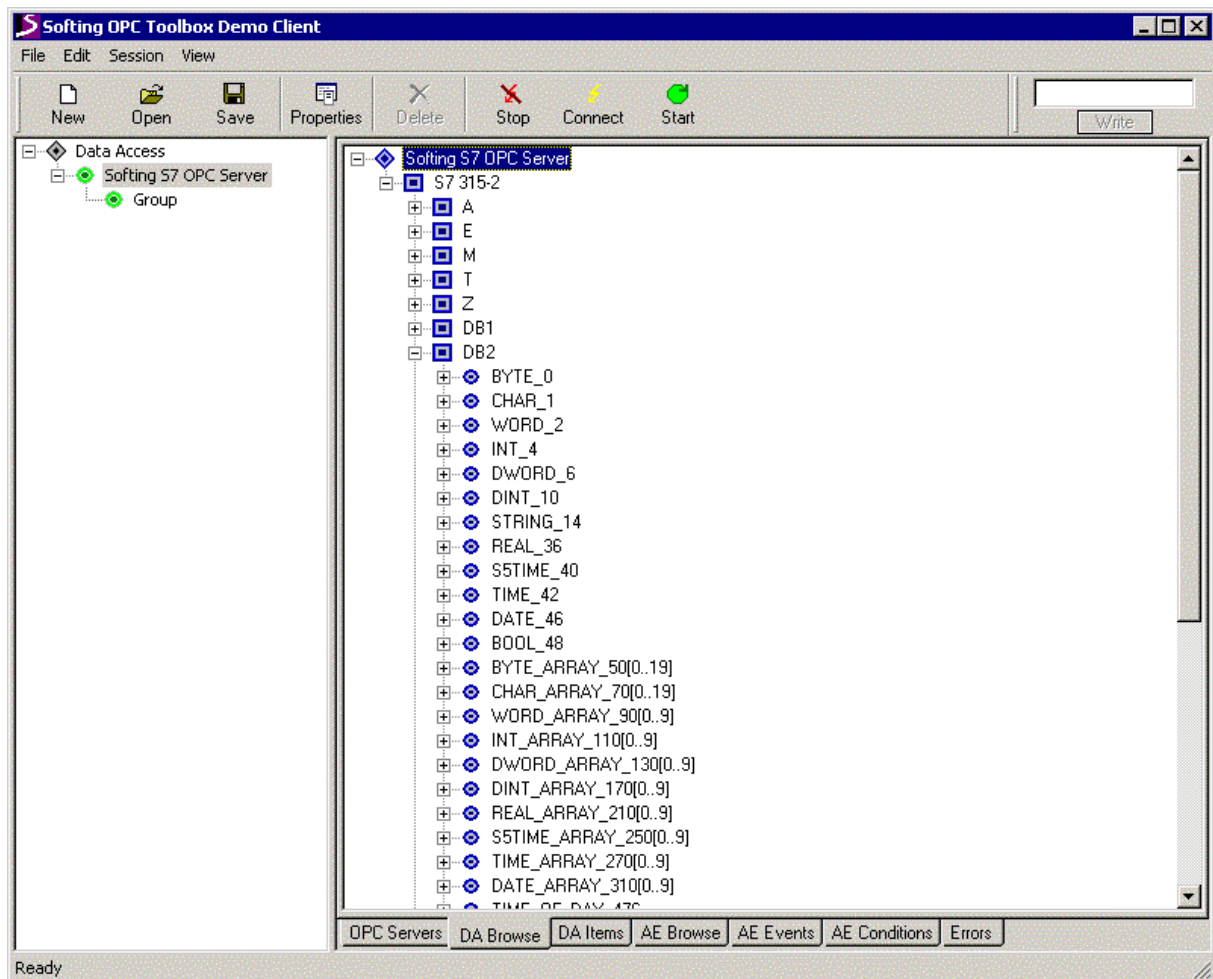 Softing OPC Toolbox Demo Client
File Edit Session View
New Open Save Properties Delete Stop Connect Start Write
Data Access
Softing S7 OPC Server
Group
Softing S7 OPC Server
S7 315-2
A
E
M
T
Z
DB1
DB2
BYTE_0
CHAR_1
WORD_2
INT_4
DWORD_6
DINT_10
STRING_14
REAL_36
S5TIME_40
TIME_42
DATE_46
BOOL_48
BYTE_ARRAY_50[0..19]
CHAR_ARRAY_70[0..19]
WORD_ARRAY_90[0..9]
INT_ARRAY_110[0..9]
DWORD_ARRAY_130[0..9]
DINT_ARRAY_170[0..9]
REAL_ARRAY_210[0..9]
S5TIME_ARRAY_250[0..9]
TIME_ARRAY_270[0..9]
DATE_ARRAY_310[0..9]
TIME_OF_DAY_476
OPC Servers DA Browse DA Items AE Browse AE Events AE Conditions Errors
Ready